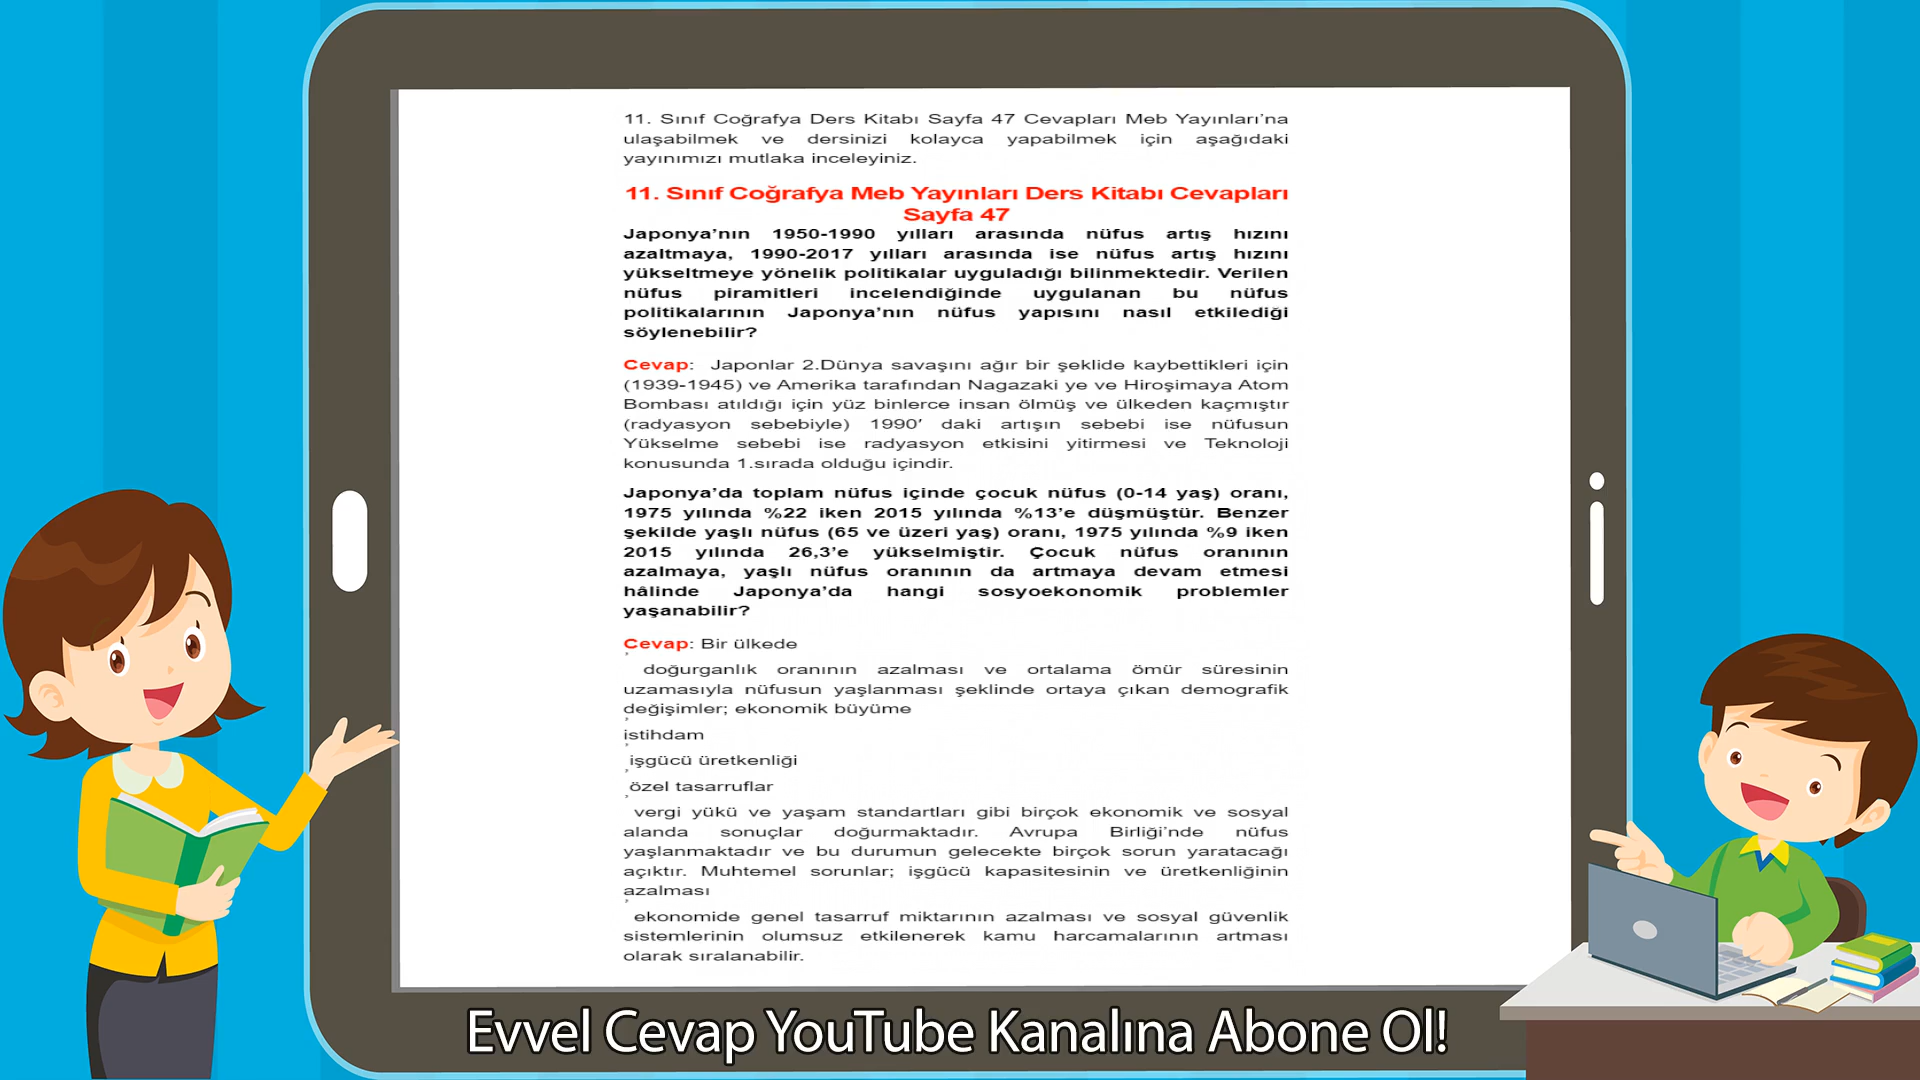 11. Sınıf Coğrafya Ders Kitabı Sayfa 47 Cevapları Meb Yayınları’na
ulaşabilmek ve dersinizi kolayca yapabilmek için aşağıdaki
yayınımızı mutlaka inceleyiniz.
11. Sınıf Coğrafya Meb Yayınları Ders Kitabı Cevapları
Sayfa 47
Japonya’nın 1950-1990 yılları arasında nüfus artış hızını
azaltmaya, 1990-2017 yılları arasında ise nüfus artış hızını
yükseltmeye yönelik politikalar uyguladığı bilinmektedir. Verilen
nüfus piramitleri incelendiğinde uygulanan bu nüfus
politikalarının Japonya’nın nüfus yapısını nasıl etkilediği
söylenebilir?
Cevap: Japonlar 2.Dünya savaşını ağır bir şeklide kaybettikleri için
(1939-1945) ve Amerika tarafından Nagazaki ye ve Hiroşimaya Atom
Bombası atıldığı için yüz binlerce insan ölmüş ve ülkeden kaçmıştır
(radyasyon sebebiyle) 1990′ daki artışın sebebi ise nüfusun
Yükselme sebebi ise radyasyon etkisini yitirmesi ve Teknoloji
konusunda 1.sırada olduğu içindir.
Japonya’da toplam nüfus içinde çocuk nüfus (0-14 yaş) oranı,
1975 yılında %22 iken 2015 yılında %13’e düşmüştür. Benzer
şekilde yaşlı nüfus (65 ve üzeri yaş) oranı, 1975 yılında %9 iken
2015 yılında 26,3’e yükselmiştir. Çocuk nüfus oranının
azalmaya, yaşlı nüfus oranının da artmaya devam etmesi
hâlinde Japonya’da hangi sosyoekonomik problemler
yaşanabilir?
Cevap: Bir ülkede
¸
doğurganlık oranının azalması ve ortalama ömür süresinin
uzamasıyla nüfusun yaşlanması şeklinde ortaya çıkan demografik
değişimler; ekonomik büyüme
¸
istihdam
¸
işgücü üretkenliği
¸
özel tasarruflar
¸
vergi yükü ve yaşam standartları gibi birçok ekonomik ve sosyal
alanda sonuçlar doğurmaktadır. Avrupa Birliği’nde nüfus
yaşlanmaktadır ve bu durumun gelecekte birçok sorun yaratacağı
açıktır. Muhtemel sorunlar; işgücü kapasitesinin ve üretkenliğinin
azalması
¸
ekonomide genel tasarruf miktarının azalması ve sosyal güvenlik
sistemlerinin olumsuz etkilenerek kamu harcamalarının artması
olarak sıralanabilir.
Evvel Cevap YouTube Kanalına Abone Ol!